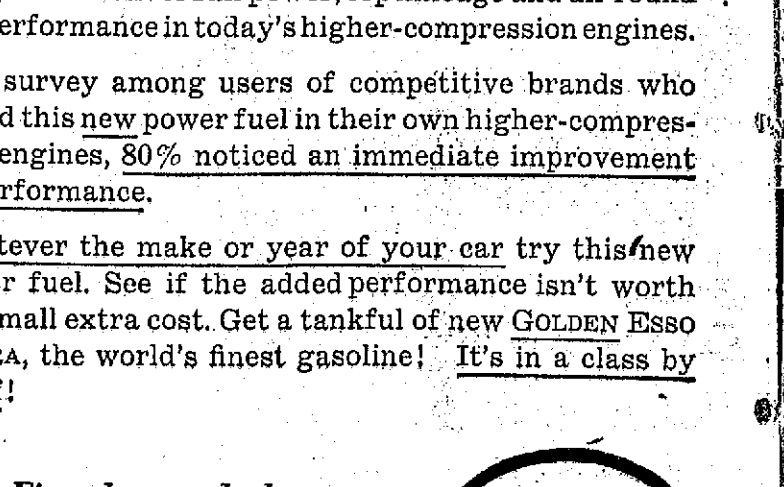 erformance in today's higher-compression engines.
survey among users of competitive brands who
d this new power fuel in their own higher-compres-
engines, 80% noticed an immediate improvement
rformance.
tever the make or year of your car try this new
r fuel. See if the added performance isn't worth
mall extra cost. Get a tankful of new GOLDEN ESSO
RA, the world's finest gasoline! It's in a class by
f!